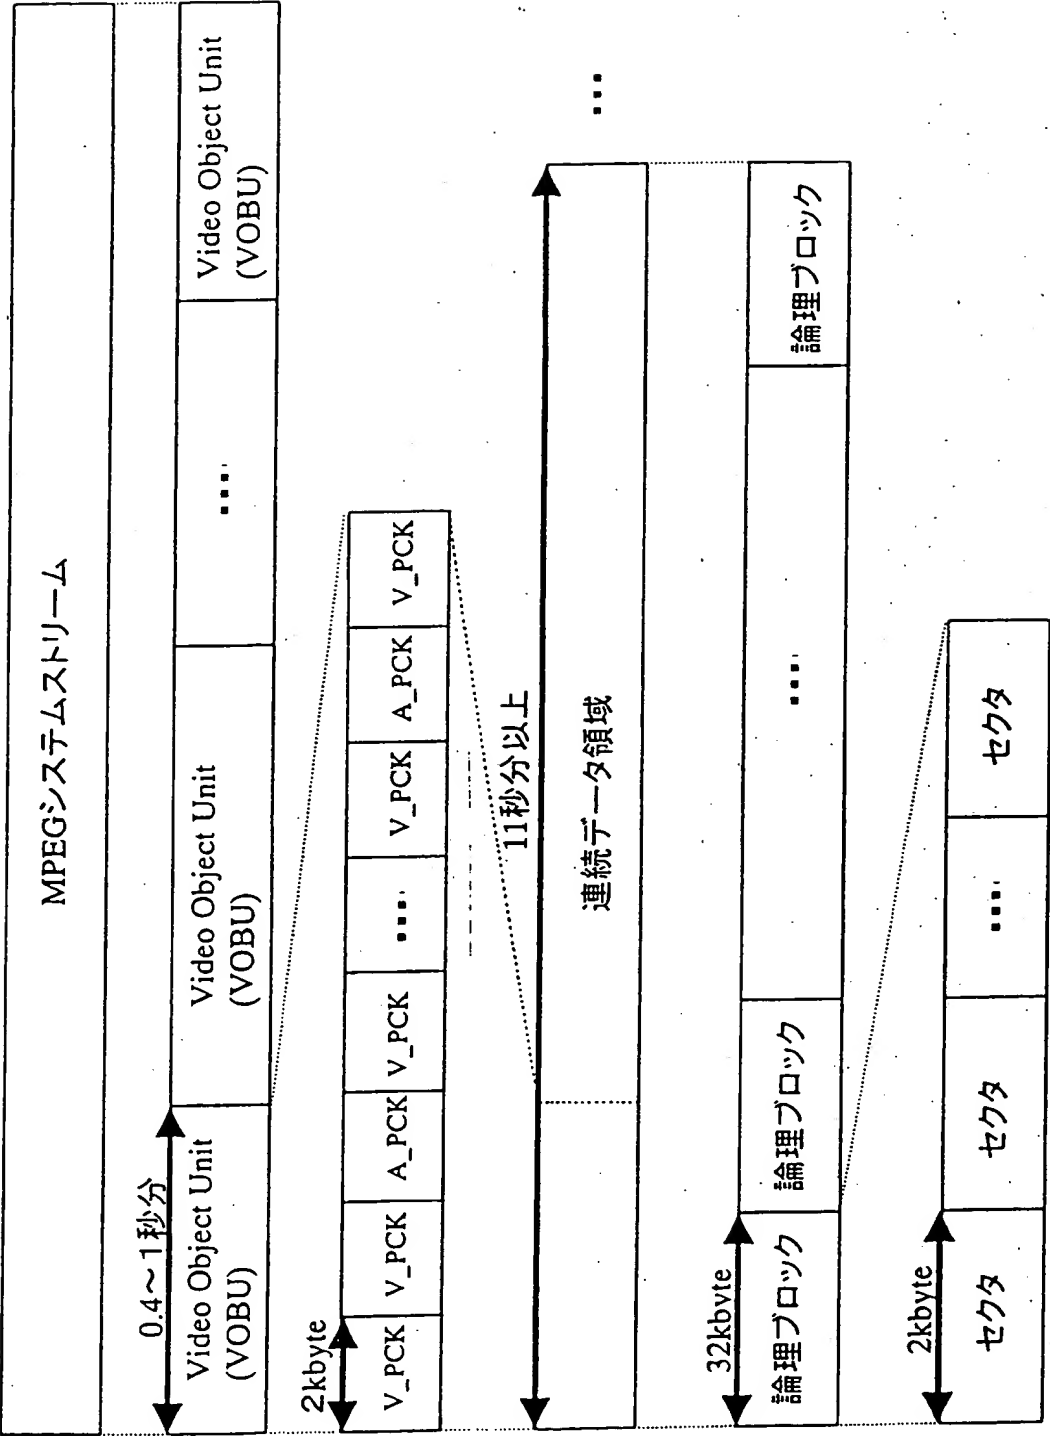 MPEGシステムストリーム
0.4～1秒分
Video Object Unit
(VOBU)
Video Object Unit
(VOBU)
....
Video Object Unit
(VOBU)
2kbyte
V_PCK
V_PCK
A_PCK
V_PCK
....
V_PCK
A_PCK
V_PCK
11秒分以上
連続データ領域
...
32kbyte
論理ブロック
論理ブロック
....
論理ブロック
2kbyte
セクタ
セクタ
....
セクタ